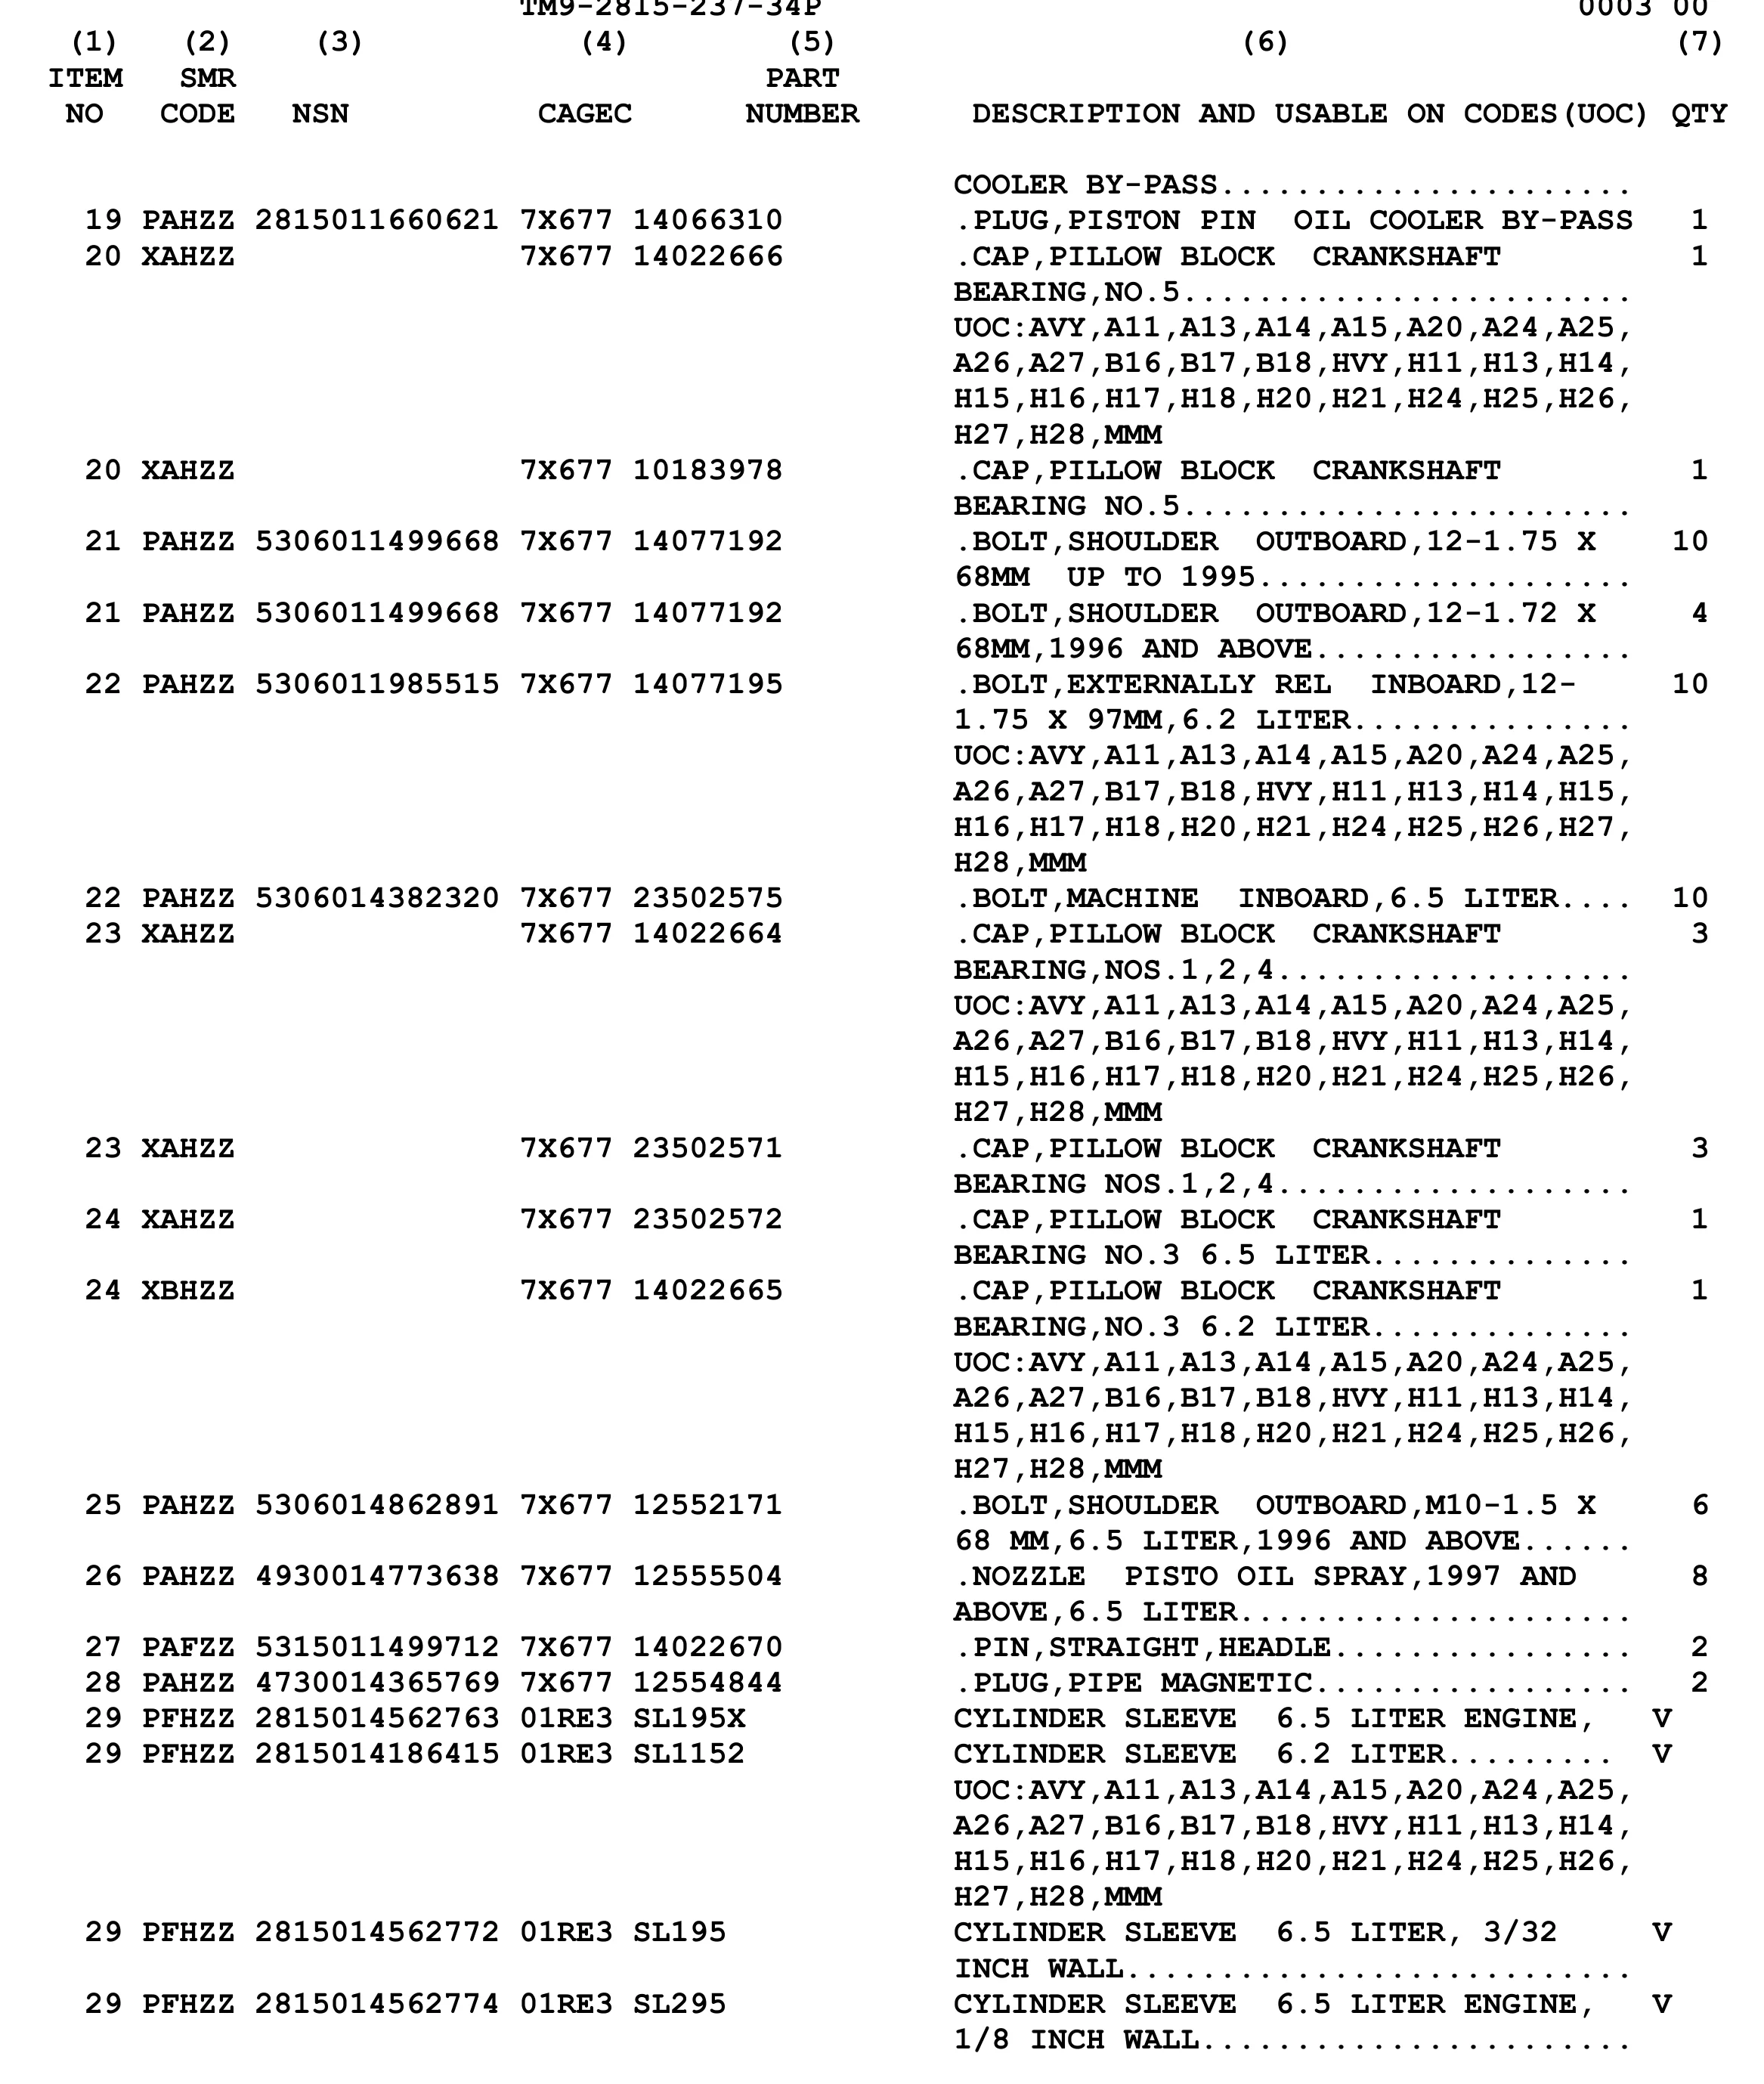 TM9-2815-237-34P 0003 00
(1) (2) (3) (4) (5) (6) (7)
ITEM SMR PART
NO CODE NSN CAGEC NUMBER DESCRIPTION AND USABLE ON CODES(UOC) QTY
COOLER BY-PASS......................
19 PAHZZ 2815011660621 7X677 14066310 .PLUG,PISTON PIN OIL COOLER BY-PASS 1
20 XAHZZ 7X677 14022666 .CAP,PILLOW BLOCK CRANKSHAFT 1
BEARING,NO.5........................
UOC:AVY,A11,A13,A14,A15,A20,A24,A25,
A26,A27,B16,B17,B18,HVY,H11,H13,H14,
H15,H16,H17,H18,H20,H21,H24,H25,H26,
H27,H28,MMM
20 XAHZZ 7X677 10183978 .CAP,PILLOW BLOCK CRANKSHAFT 1
BEARING NO.5........................
21 PAHZZ 5306011499668 7X677 14077192 .BOLT,SHOULDER OUTBOARD,12-1.75 X 10
68MM UP TO 1995....................
21 PAHZZ 5306011499668 7X677 14077192 .BOLT,SHOULDER OUTBOARD,12-1.72 X 4
68MM,1996 AND ABOVE.................
22 PAHZZ 5306011985515 7X677 14077195 .BOLT,EXTERNALLY REL INBOARD,12- 10
1.75 X 97MM,6.2 LITER...............
UOC:AVY,A11,A13,A14,A15,A20,A24,A25,
A26,A27,B17,B18,HVY,H11,H13,H14,H15,
H16,H17,H18,H20,H21,H24,H25,H26,H27,
H28,MMM
22 PAHZZ 5306014382320 7X677 23502575 .BOLT,MACHINE INBOARD,6.5 LITER.... 10
23 XAHZZ 7X677 14022664 .CAP,PILLOW BLOCK CRANKSHAFT 3
BEARING,NOS.1,2,4...................
UOC:AVY,A11,A13,A14,A15,A20,A24,A25,
A26,A27,B16,B17,B18,HVY,H11,H13,H14,
H15,H16,H17,H18,H20,H21,H24,H25,H26,
H27,H28,MMM
23 XAHZZ 7X677 23502571 .CAP,PILLOW BLOCK CRANKSHAFT 3
BEARING NOS.1,2,4...................
24 XAHZZ 7X677 23502572 .CAP,PILLOW BLOCK CRANKSHAFT 1
BEARING NO.3 6.5 LITER..............
24 XBHZZ 7X677 14022665 .CAP,PILLOW BLOCK CRANKSHAFT 1
BEARING,NO.3 6.2 LITER..............
UOC:AVY,A11,A13,A14,A15,A20,A24,A25,
A26,A27,B16,B17,B18,HVY,H11,H13,H14,
H15,H16,H17,H18,H20,H21,H24,H25,H26,
H27,H28,MMM
25 PAHZZ 5306014862891 7X677 12552171 .BOLT,SHOULDER OUTBOARD,M10-1.5 X 6
68 MM,6.5 LITER,1996 AND ABOVE......
26 PAHZZ 4930014773638 7X677 12555504 .NOZZLE PISTO OIL SPRAY,1997 AND 8
ABOVE,6.5 LITER.....................
27 PAFZZ 5315011499712 7X677 14022670 .PIN,STRAIGHT,HEADLE................ 2
28 PAHZZ 4730014365769 7X677 12554844 .PLUG,PIPE MAGNETIC................. 2
29 PFHZZ 2815014562763 01RE3 SL195X CYLINDER SLEEVE 6.5 LITER ENGINE, V
29 PFHZZ 2815014186415 01RE3 SL1152 CYLINDER SLEEVE 6.2 LITER......... V
UOC:AVY,A11,A13,A14,A15,A20,A24,A25,
A26,A27,B16,B17,B18,HVY,H11,H13,H14,
H15,H16,H17,H18,H20,H21,H24,H25,H26,
H27,H28,MMM
29 PFHZZ 2815014562772 01RE3 SL195 CYLINDER SLEEVE 6.5 LITER, 3/32 V
INCH WALL...........................
29 PFHZZ 2815014562774 01RE3 SL295 CYLINDER SLEEVE 6.5 LITER ENGINE, V
1/8 INCH WALL.......................